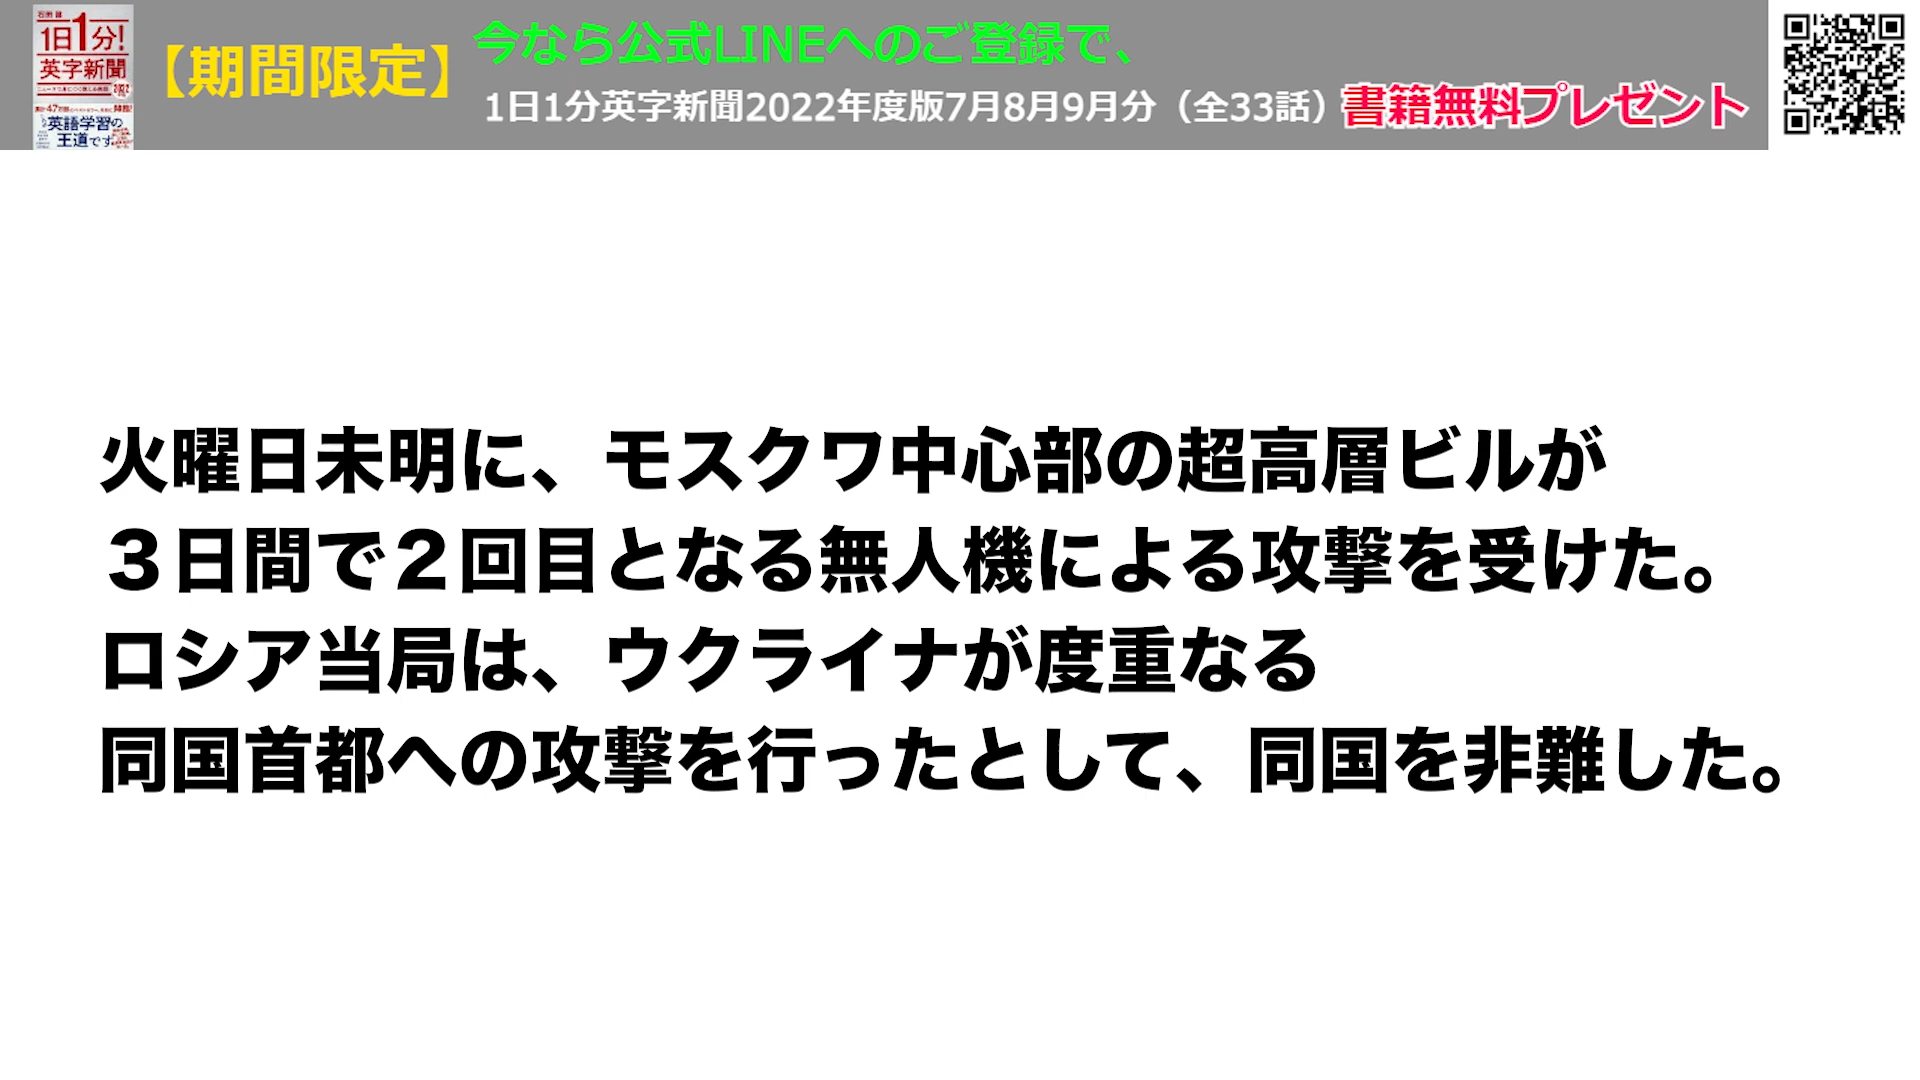 石田 健
1日1分!
英字新聞
2022
英語学習の
王道です
【期間限定】
今なら公式LINEへのご登録で、
1日1分英字新聞2022年度版7月8月9月分（全33話）書籍無料プレゼント
火曜日未明に、モスクワ中心部の超高層ビルが
３日間で２回目となる無人機による攻撃を受けた。
ロシア当局は、ウクライナが度重なる
同国首都への攻撃を行ったとして、同国を非難した。